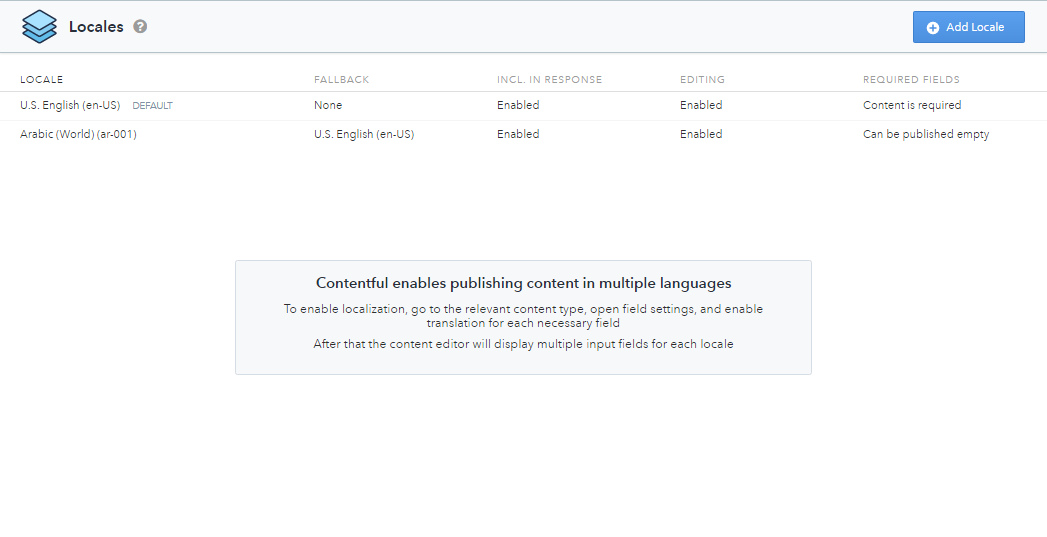 Locales ?
Add Locale
LOCALE FALLBACK INCL. IN RESPONSE EDITING REQUIRED FIELDS
U.S. English (en-US) DEFAULT None Enabled Enabled Content is required
Arabic (World) (ar-001) U.S. English (en-US) Enabled Enabled Can be published empty
Contentful enables publishing content in multiple languages
To enable localization, go to the relevant content type, open field settings, and enable
translation for each necessary field
After that the content editor will display multiple input fields for each locale